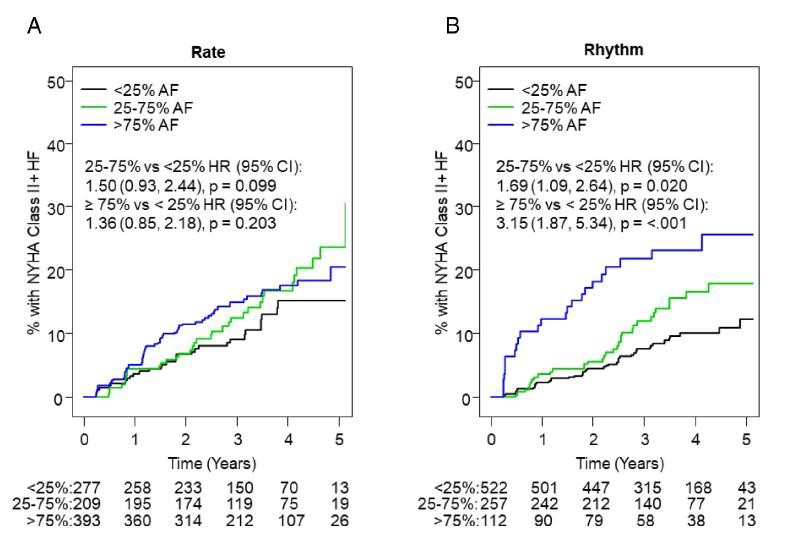 A
Rate
% with NYHA Class II+ HF
50
40
30
20
10
0
<25% AF
25-75% AF
>75% AF
25-75% vs <25% HR (95% CI):
1.50 (0.93, 2.44), p = 0.099
≥ 75% vs < 25% HR (95% CI):
1.36 (0.85, 2.18), p = 0.203
0 1 2 3 4 5
Time (Years)
<25%:277 258 233 150 70 13
25-75%:209 195 174 119 75 19
>75%:393 360 314 212 107 26
B
Rhythm
% with NYHA Class II+ HF
50
40
30
20
10
0
<25% AF
25-75% AF
>75% AF
25-75% vs <25% HR (95% CI):
1.69 (1.09, 2.64), p = 0.020
≥ 75% vs < 25% HR (95% CI):
3.15 (1.87, 5.34), p = <.001
0 1 2 3 4 5
Time (Years)
<25%:522 501 447 315 168 43
25-75%:257 242 212 140 77 21
>75%:112 90 79 58 38 13